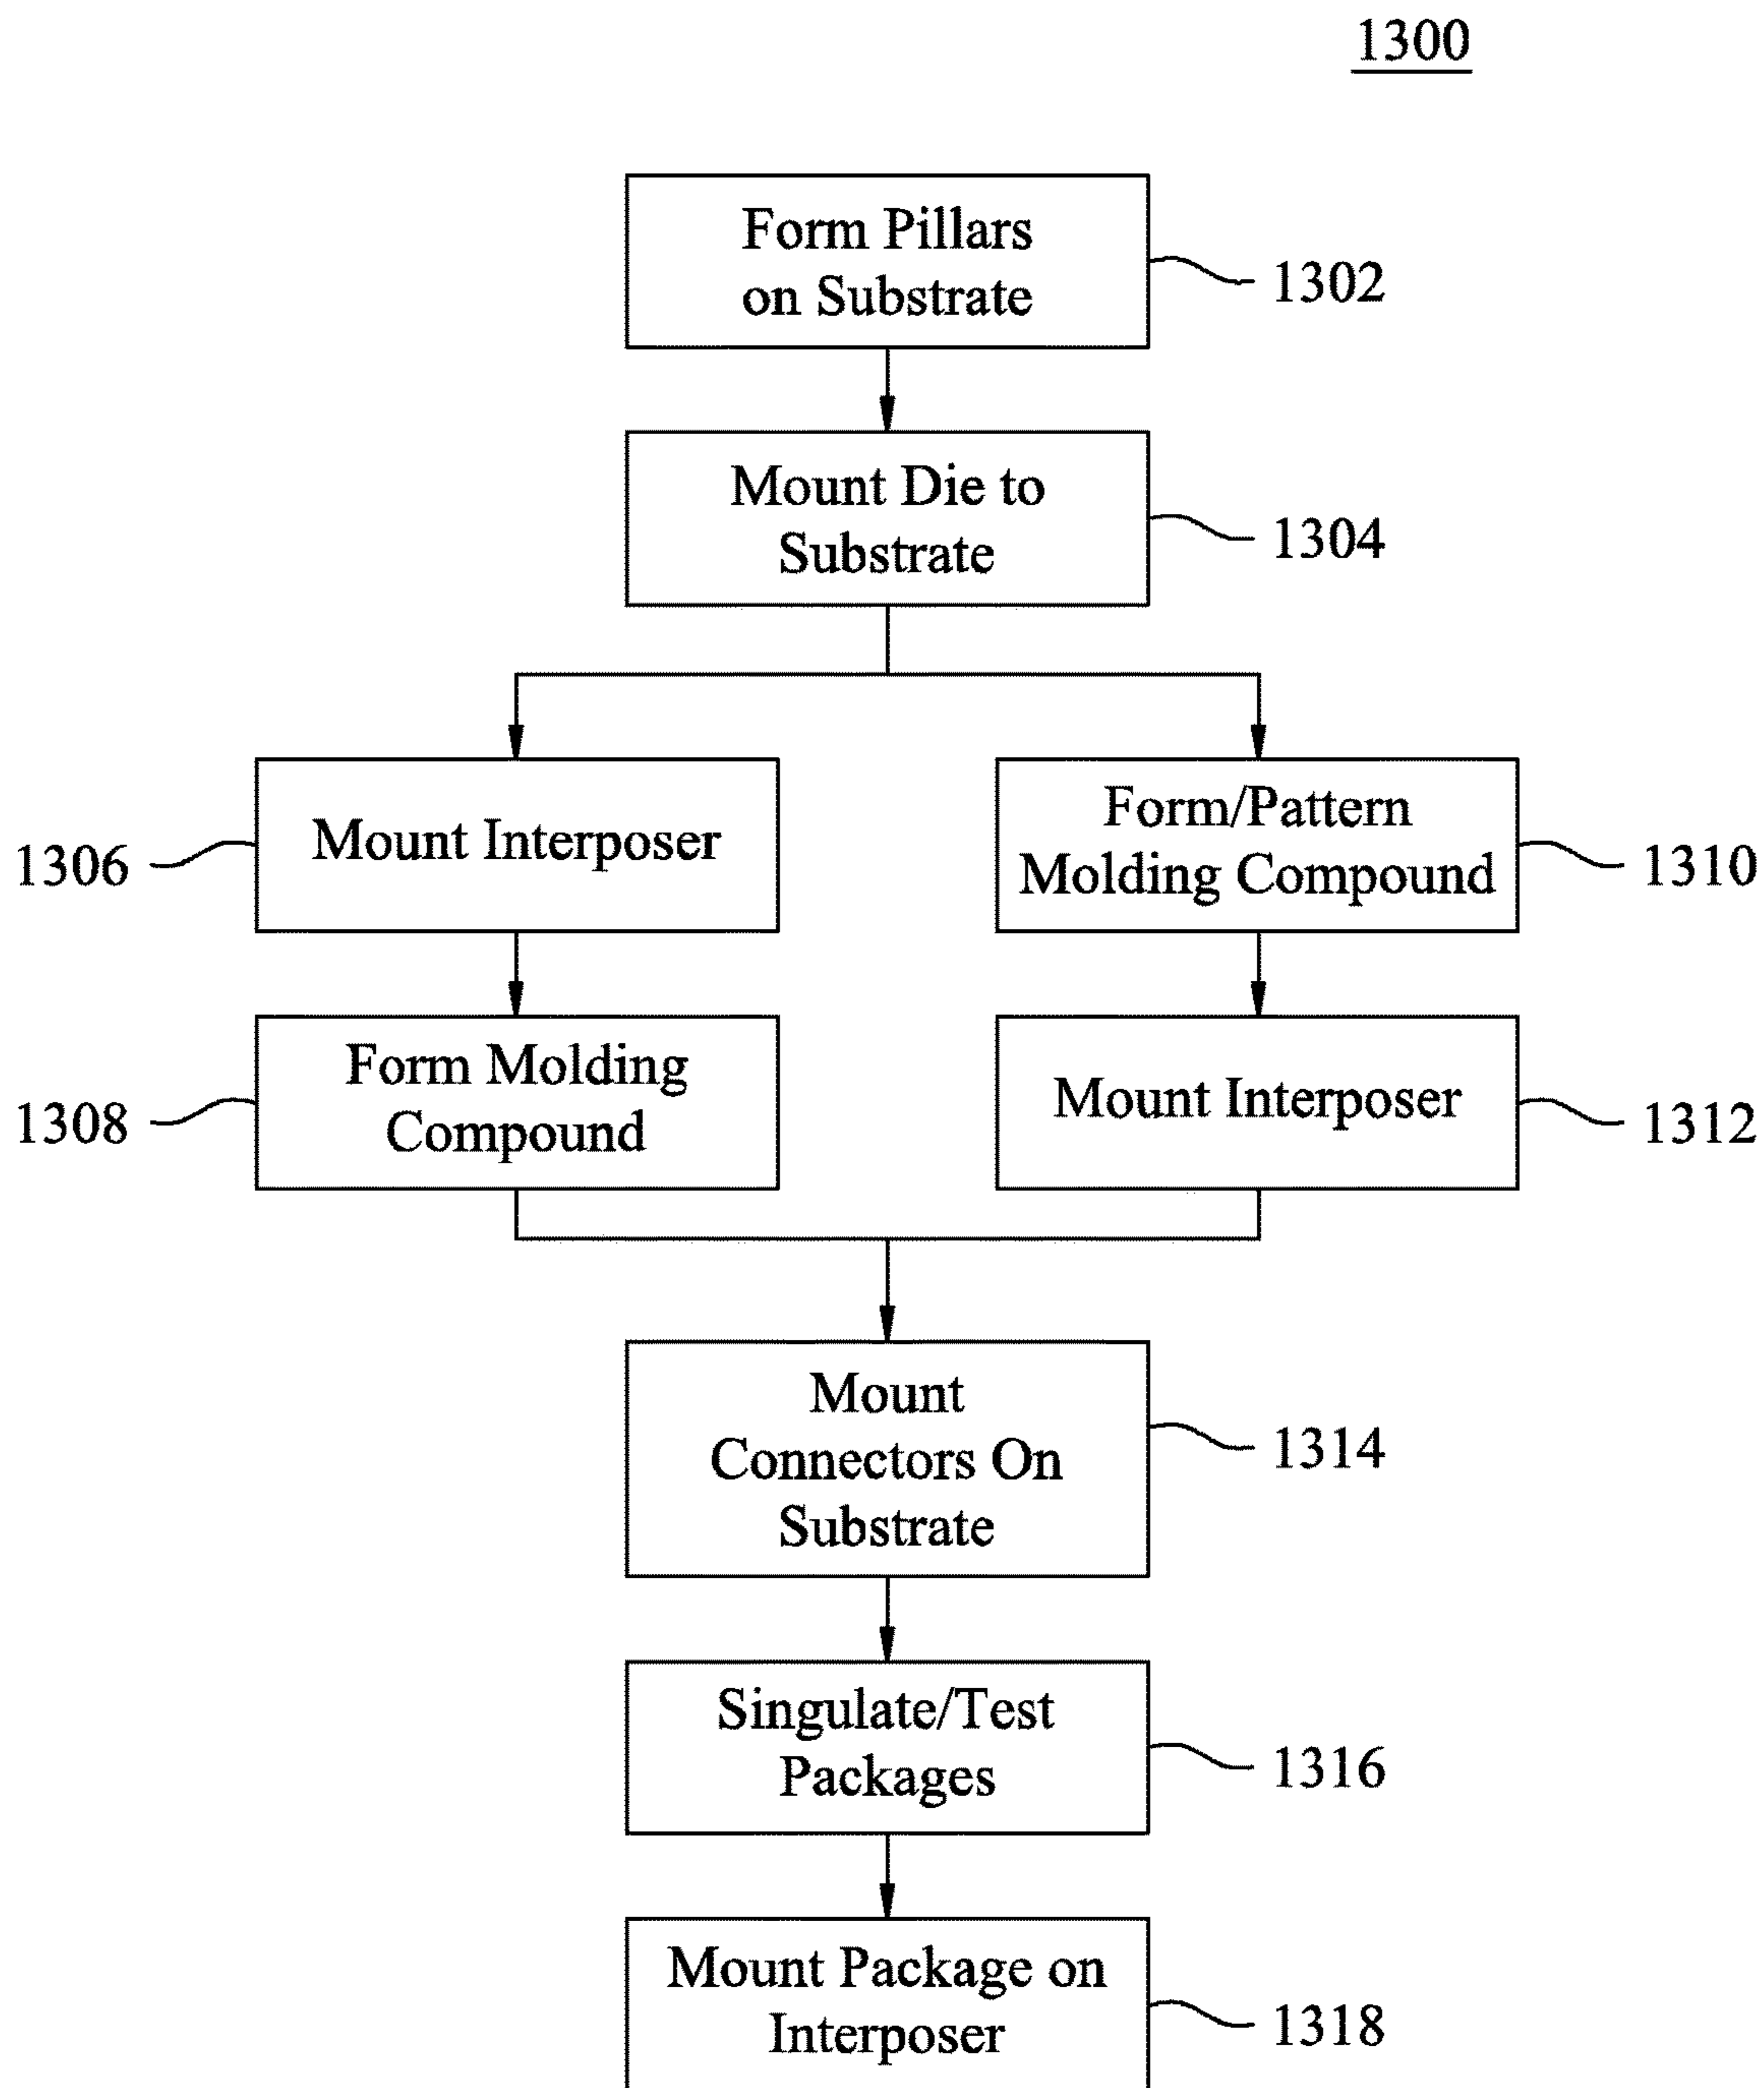 1300
Form Pillars
on Substrate
1302
Mount Die to
Substrate
1304
Mount Interposer
1306
Form/Pattern
Molding Compound
1310
Form Molding
Compound
1308
Mount Interposer
1312
Mount
Connectors On
Substrate
1314
Singulate/Test
Packages
1316
Mount Package on
Interposer
1318